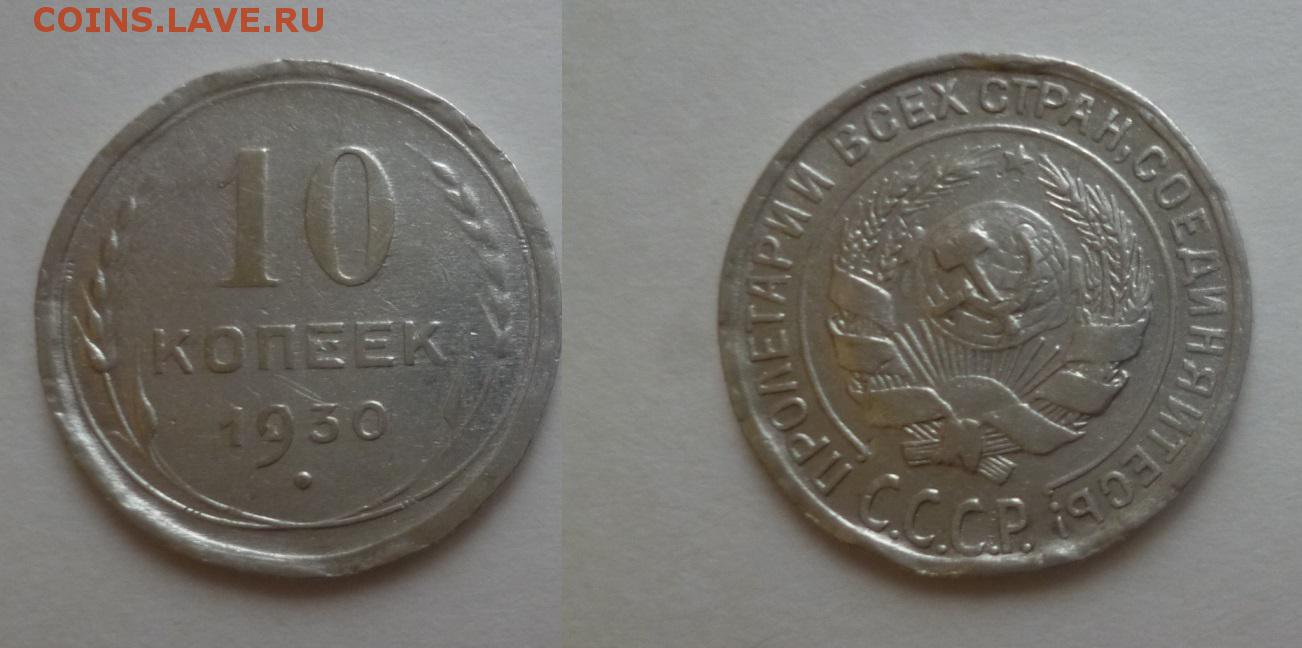 COINS.LAVE.RU
10
КОПЕЕК
1930
ПРОЛЕТАРИИ ВСЕХ СТРАН, СОЕДИНЯЙТЕСЬ!
С.С.С.Р.